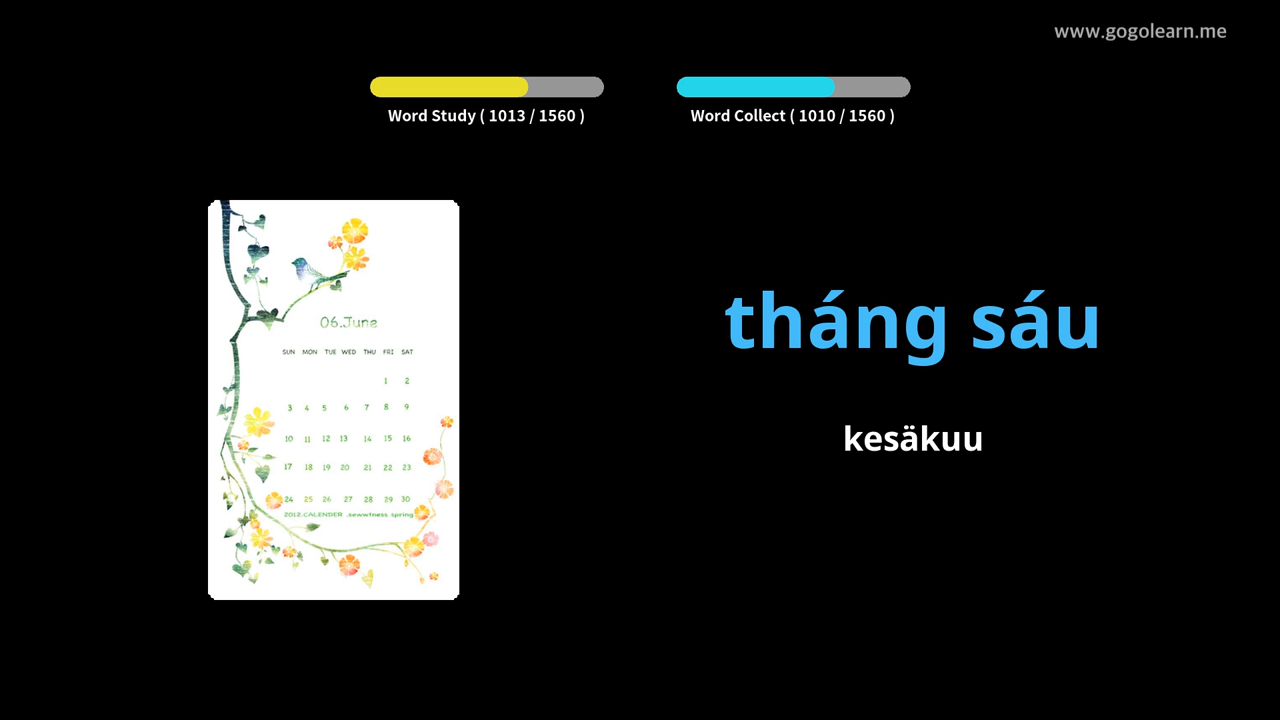 www.gogolearn.me
Word Study ( 1013 / 1560 )
Word Collect ( 1010 / 1560 )
06.June
SUN MON TUE WED THU FRI SAT
1 2
3 4 5 6 7 8 9
10 11 12 13 14 15 16
17 18 19 20 21 22 23
24 25 26 27 28 29 30
2012.CALENDER .sewwtness spring
tháng sáu
kesäkuu